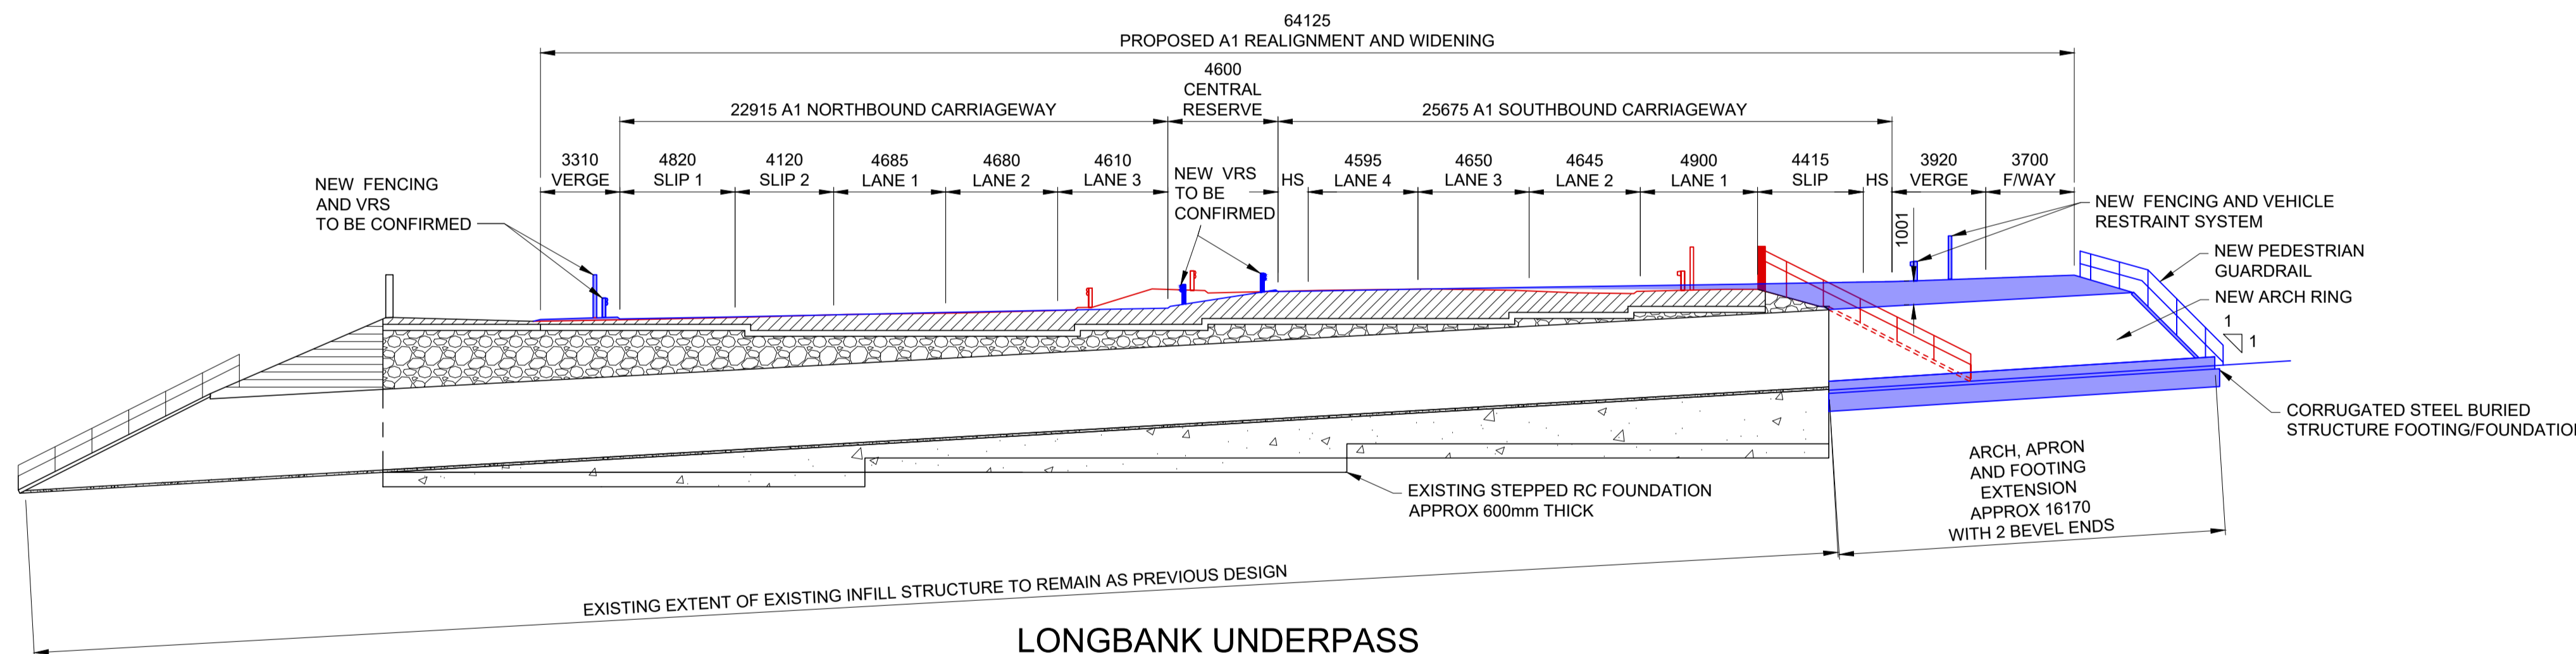 64125
PROPOSED A1 REALIGNMENT AND WIDENING
4600
CENTRAL
RESERVE
22915 A1 NORTHBOUND CARRIAGEWAY
25675 A1 SOUTHBOUND CARRIAGEWAY
NEW FENCING
AND VRS
TO BE CONFIRMED
3310
VERGE
4820
SLIP 1
4120
SLIP 2
4685
LANE 1
4680
LANE 2
4610
LANE 3
NEW VRS
TO BE
CONFIRMED
HS
4595
LANE 4
4650
LANE 3
4645
LANE 2
4900
LANE 1
4415
SLIP
HS
3920
VERGE
3700
F/WAY
1001
NEW FENCING AND VEHICLE
RESTRAINT SYSTEM
NEW PEDESTRIAN
GUARDRAIL
NEW ARCH RING
1
1
CORRUGATED STEEL BURIED
STRUCTURE FOOTING/FOUNDATION
ARCH, APRON
AND FOOTING
EXTENSION
APPROX 16170
WITH 2 BEVEL ENDS
EXISTING STEPPED RC FOUNDATION
APPROX 600mm THICK
EXISTING EXTENT OF EXISTING INFILL STRUCTURE TO REMAIN AS PREVIOUS DESIGN
LONGBANK UNDERPASS